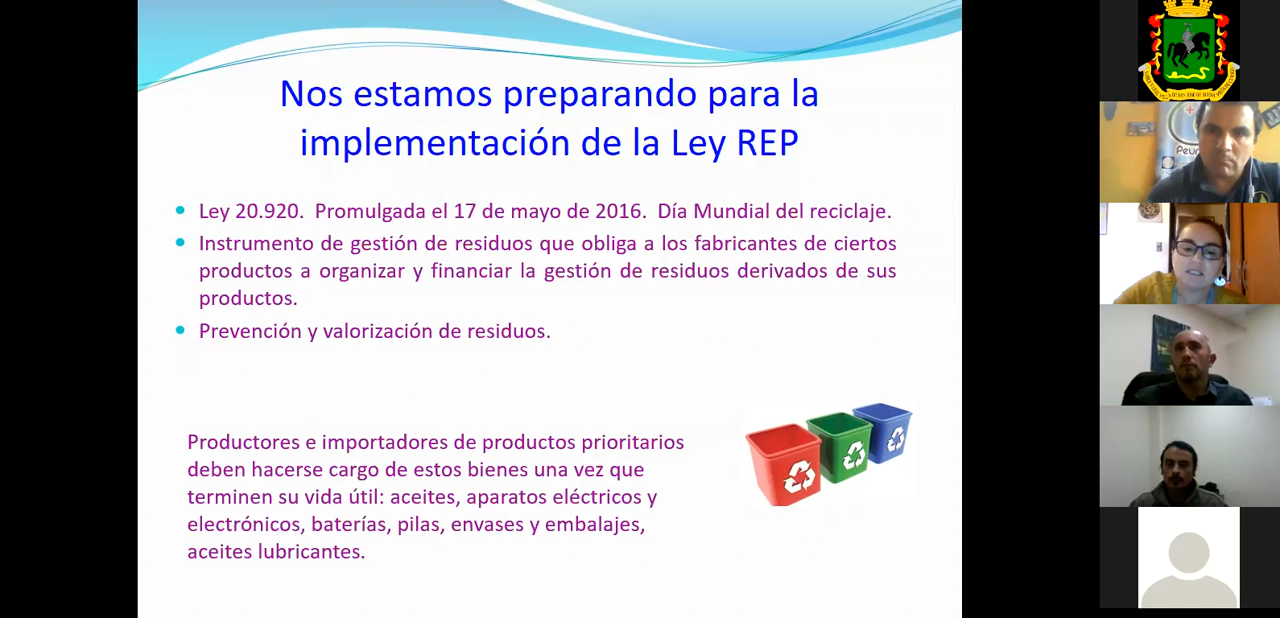 Nos estamos preparando para la
implementación de la Ley REP
Ley 20.920. Promulgada el 17 de mayo de 2016. Día Mundial del reciclaje.
Instrumento de gestión de residuos que obliga a los fabricantes de ciertos
productos a organizar y financiar la gestión de residuos derivados de sus
productos.
Prevención y valorización de residuos.
Productores e importadores de productos prioritarios
deben hacerse cargo de estos bienes una vez que
terminen su vida útil: aceites, aparatos eléctricos y
electrónicos, baterías, pilas, envases y embalajes,
aceites lubricantes.